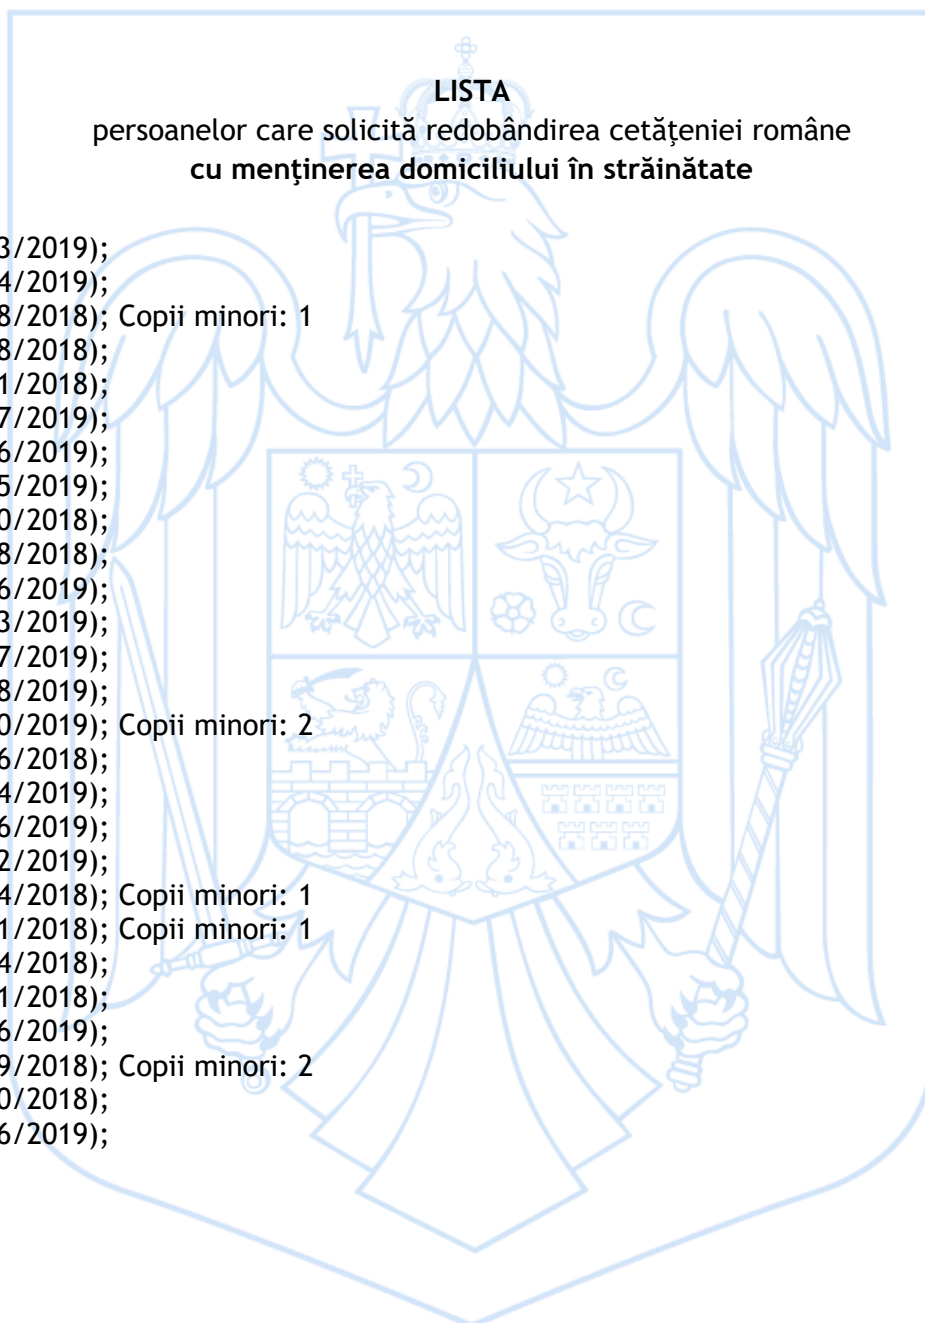 LISTA
persoanelor care solicită redobândirea cetăţeniei române
cu menţinerea domiciliului în străinătate
3/2019);
4/2019);
8/2018); Copii minori: 1
8/2018);
1/2018);
7/2019);
6/2019);
5/2019);
0/2018);
8/2018);
6/2019);
3/2019);
7/2019);
8/2019);
0/2019); Copii minori: 2
6/2018);
4/2019);
6/2019);
2/2019);
4/2018); Copii minori: 1
1/2018); Copii minori: 1
4/2018);
1/2018);
6/2019);
9/2018); Copii minori: 2
0/2018);
6/2019);